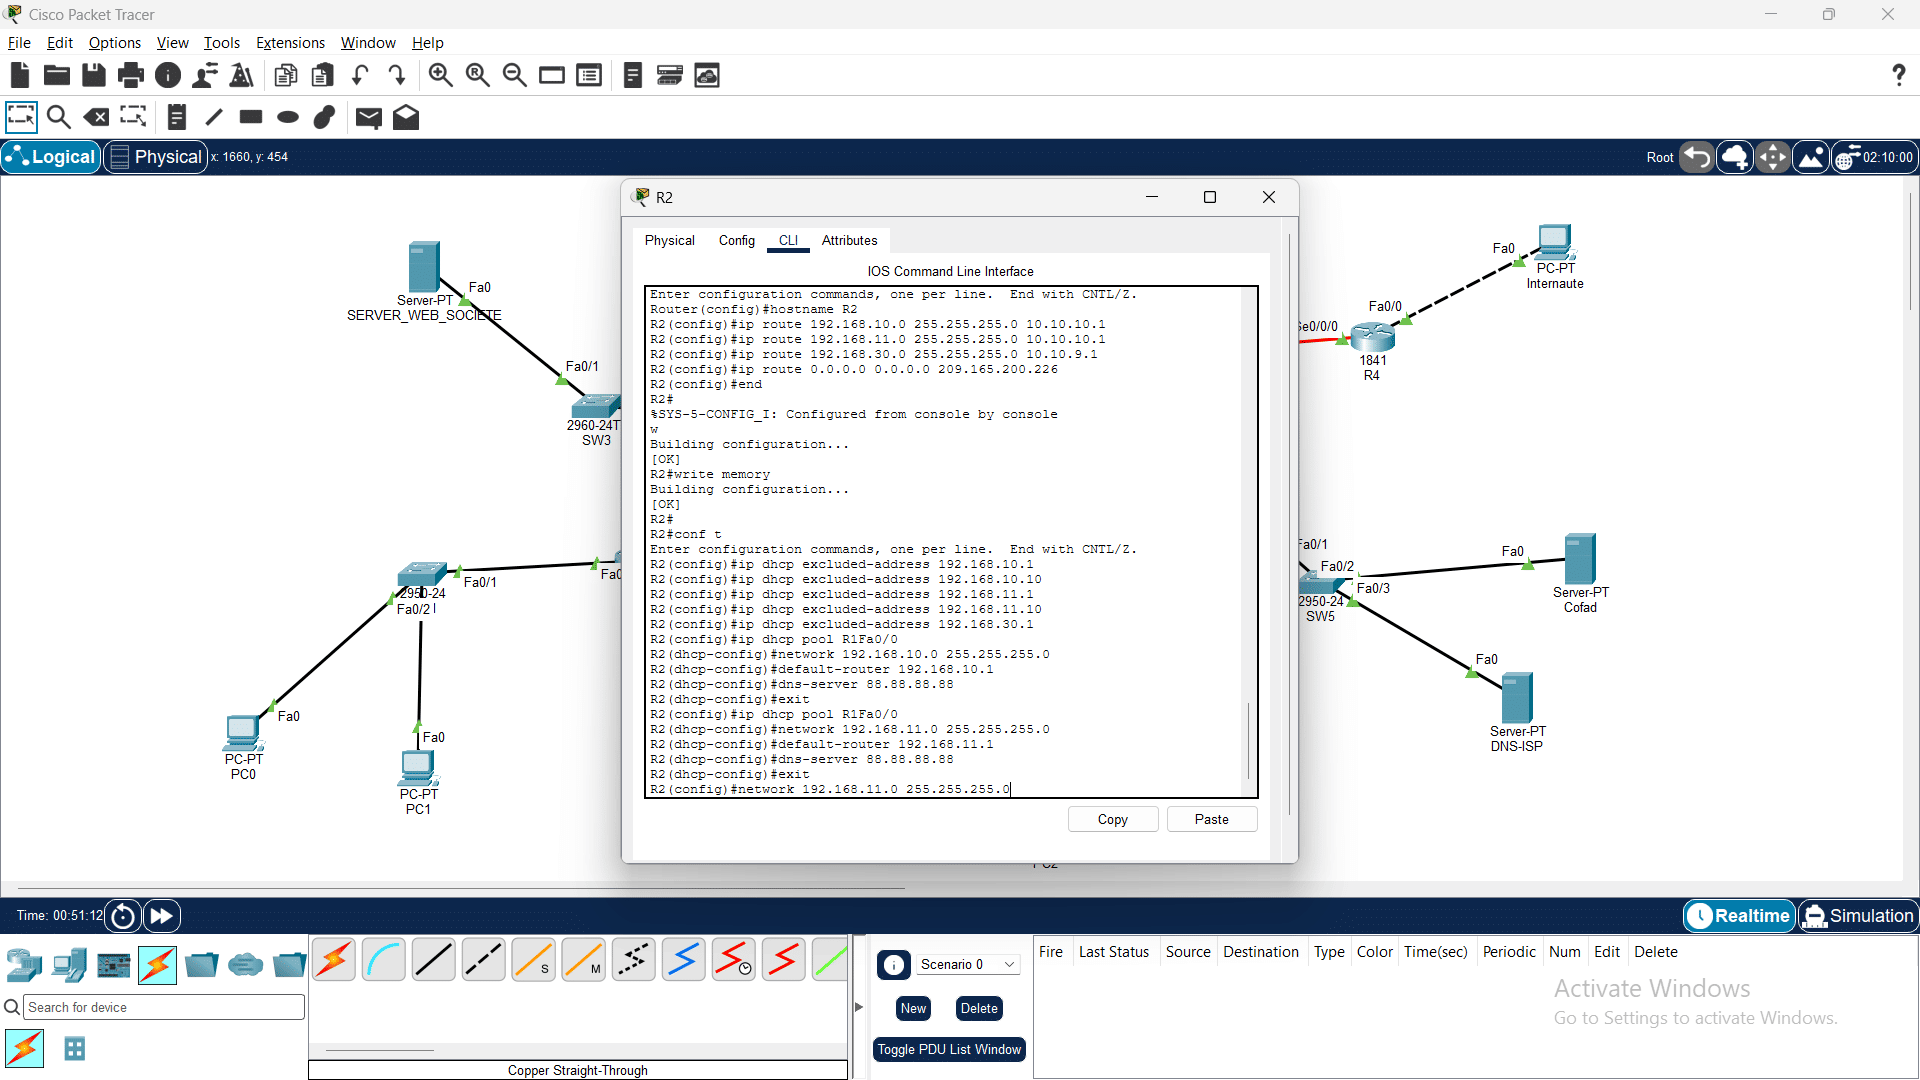 Cisco Packet Tracer
File Edit Options View Tools Extensions Window Help
Logical Physical x: 1660, y: 454
Root 02:10:00
R2
Physical Config CLI Attributes
IOS Command Line Interface
Enter configuration commands, one per line. End with CNTL/Z.
Router(config)#hostname R2
R2(config)#ip route 192.168.10.0 255.255.255.0 10.10.10.1
R2(config)#ip route 192.168.11.0 255.255.255.0 10.10.10.1
R2(config)#ip route 192.168.30.0 255.255.255.0 10.10.9.1
R2(config)#ip route 0.0.0.0 0.0.0.0 209.165.200.226
R2(config)#end
R2#
%SYS-5-CONFIG_I: Configured from console by console
w
Building configuration...
[OK]
R2#write memory
Building configuration...
[OK]
R2#
R2#conf t
Enter configuration commands, one per line. End with CNTL/Z.
R2(config)#ip dhcp excluded-address 192.168.10.1
R2(config)#ip dhcp excluded-address 192.168.10.10
R2(config)#ip dhcp excluded-address 192.168.11.1
R2(config)#ip dhcp excluded-address 192.168.11.10
R2(config)#ip dhcp excluded-address 192.168.30.1
R2(config)#ip dhcp pool R1Fa0/0
R2(dhcp-config)#network 192.168.10.0 255.255.255.0
R2(dhcp-config)#default-router 192.168.10.1
R2(dhcp-config)#dns-server 88.88.88.88
R2(dhcp-config)#exit
R2(config)#ip dhcp pool R1Fa0/0
R2(dhcp-config)#network 192.168.11.0 255.255.255.0
R2(dhcp-config)#default-router 192.168.11.1
R2(dhcp-config)#dns-server 88.88.88.88
R2(dhcp-config)#exit
R2(config)#network 192.168.11.0 255.255.255.0
Copy Paste
Fa0
Server-PT
SERVER_WEB_SOCIETE
Fa0/1
2960-24T
SW3
2950-24
Fa0/1
Fa0/2
Fa0
PC-PT
PC0
Fa0
PC-PT
PC1
Fa0
PC-PT
Internaute
Fa0/0
Se0/0/0
1841
R4
Fa0/1
Fa0/2
Fa0/3
2950-24
SW5
Fa0
Server-PT
Cofad
Fa0
Server-PT
DNS-ISP
Time: 00:51:12
Realtime Simulation
Search for device
S
M
Copper Straight-Through
Scenario 0
New Delete
Toggle PDU List Window
Fire Last Status Source Destination Type Color Time(sec) Periodic Num Edit Delete
Activate Windows
Go to Settings to activate Windows.